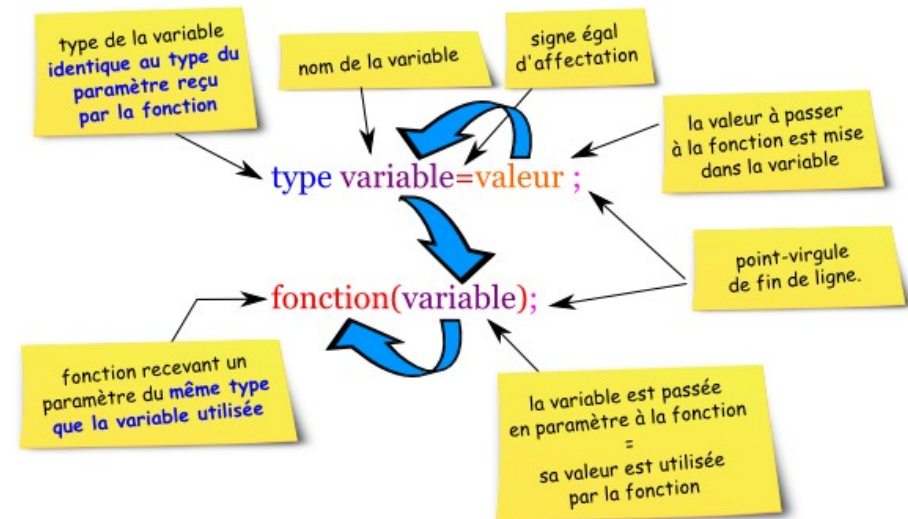 type de la variable
identique au type du
paramètre reçu
par la fonction
nom de la variable
signe égal
d'affectation
la valeur à passer
à la fonction est mise
dans la variable
type variable=valeur ;
point-virgule
de fin de ligne.
fonction(variable);
fonction recevant un
paramètre du même type
que la variable utilisée
la variable est passée
en paramètre à la fonction
=
sa valeur est utilisée
par la fonction